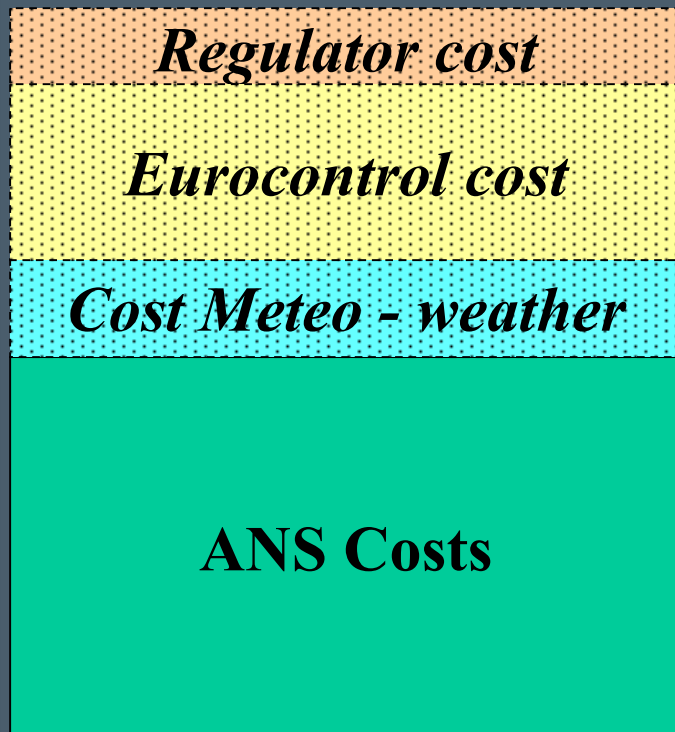 Regulator cost
Eurocontrol cost
Cost Meteo - weather
ANS Costs